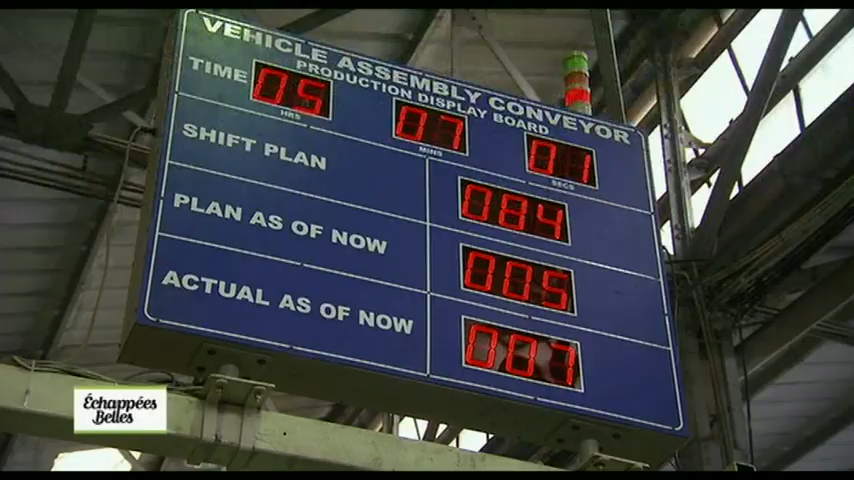 VEHICLE ASSEMBLY CONVEYOR
PRODUCTION DISPLAY BOARD
TIME 05 07 01
HRS MINS SECS
SHIFT PLAN 084
PLAN AS OF NOW 005
ACTUAL AS OF NOW 007
Échappées
Belles